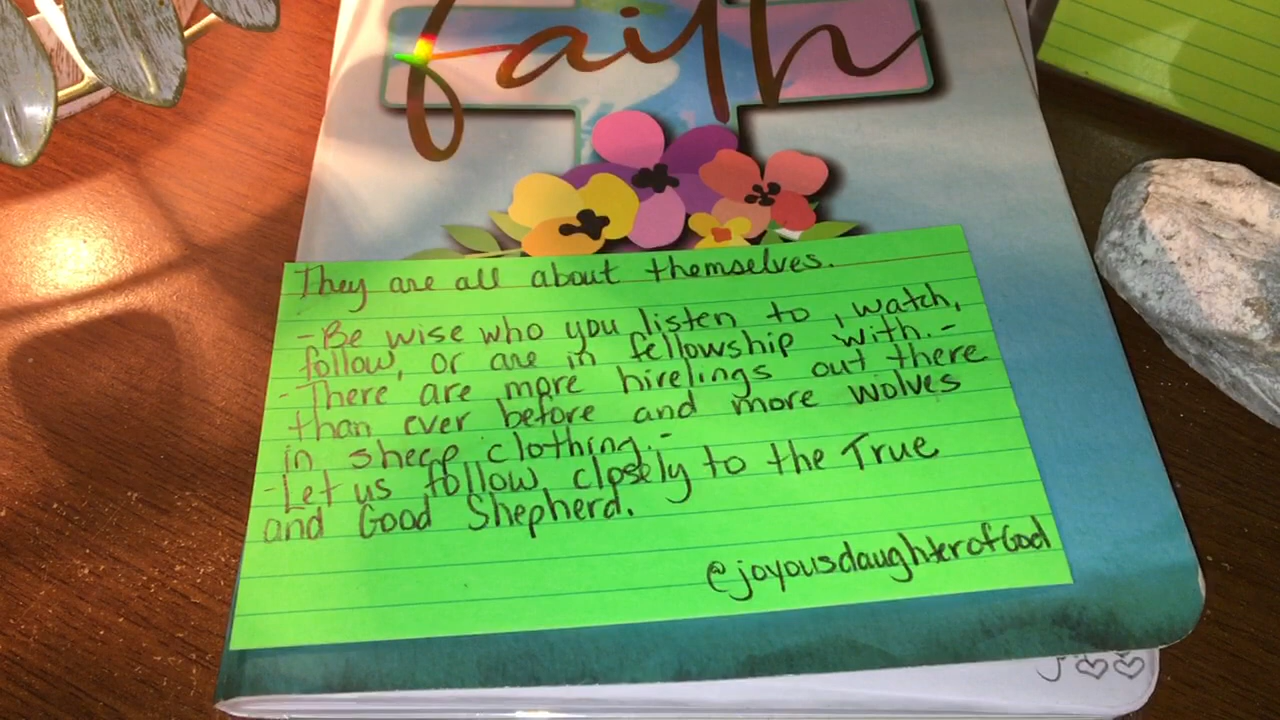 faith
They are all about themselves.
-Be wise who you listen to, watch,
follow, or are in fellowship with.-
-There are more hirelings out there
than ever before and more wolves
in sheep clothing.-
-Let us follow closely to the True
and Good Shepherd.
@joyousdaughterofGod